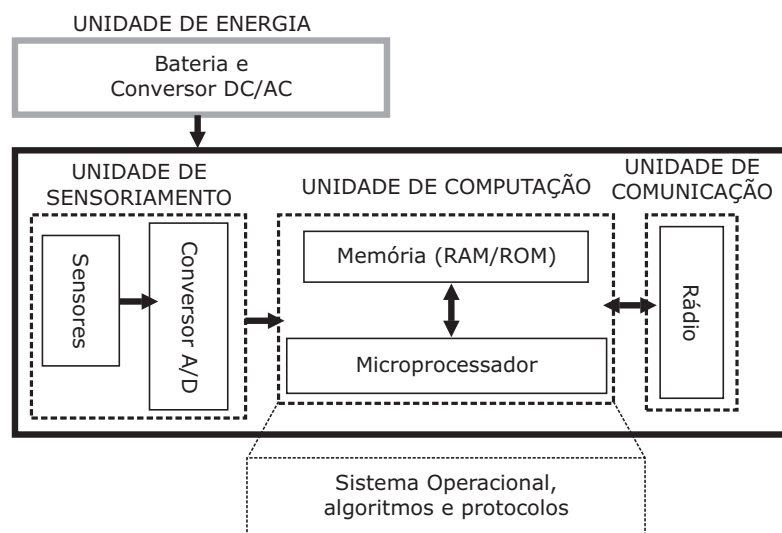 UNIDADE DE ENERGIA
Bateria e
Conversor DC/AC
UNIDADE DE
SENSORIAMENTO
UNIDADE DE COMPUTAÇÃO
UNIDADE DE
COMUNICAÇÃO
Sensores
Conversor A/D
Memória (RAM/ROM)
Microprocessador
Rádio
Sistema Operacional,
algoritmos e protocolos